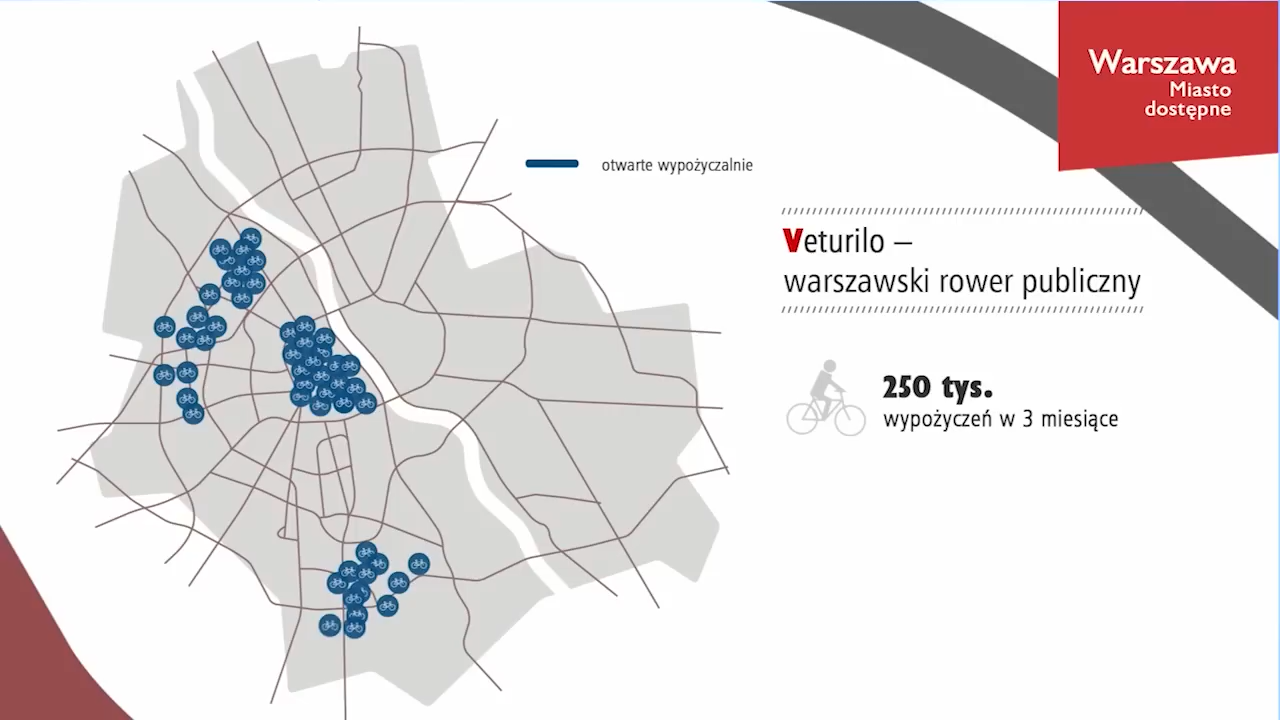 Warszawa
Miasto
dostępne
otwarte wypożyczalnie
Veturilo –
warszawski rower publiczny
250 tys.
wypożyczeń w 3 miesiące